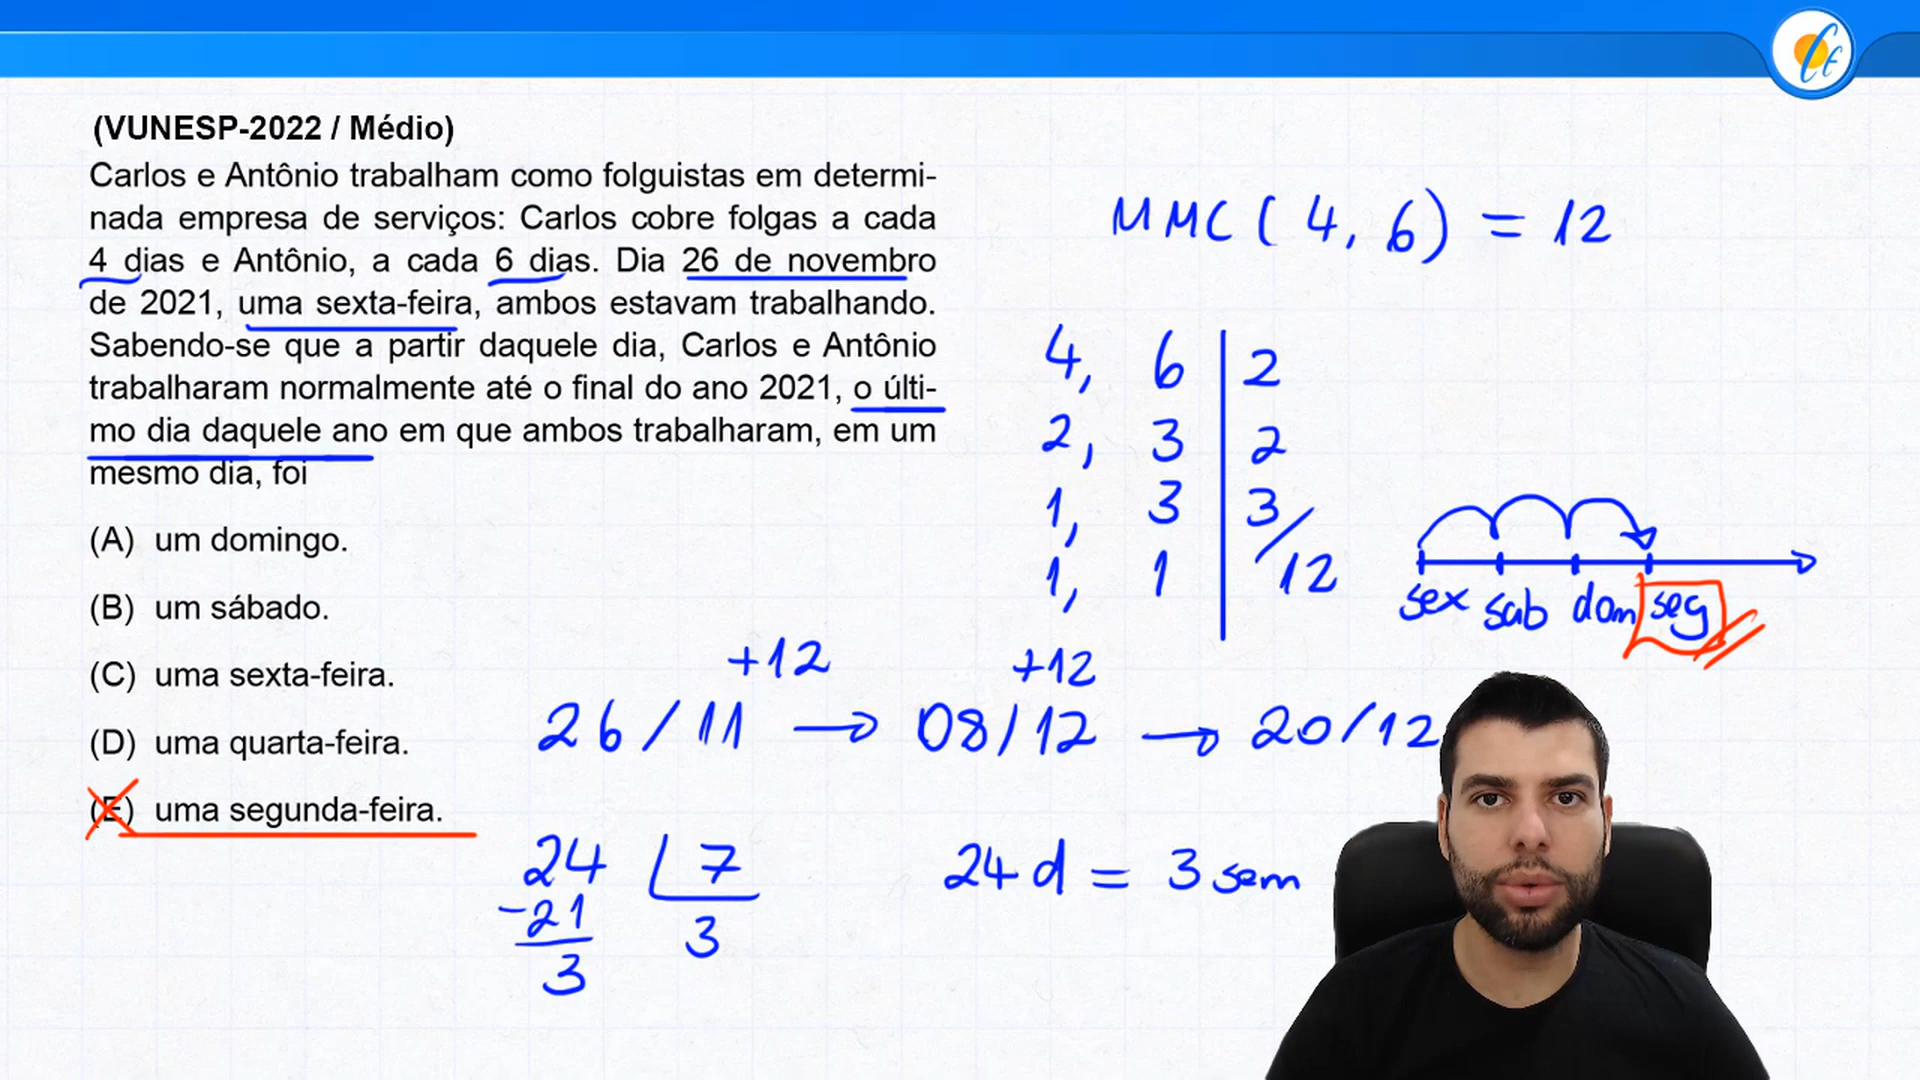 (VUNESP-2022 / Médio)
Carlos e Antônio trabalham como folguistas em determi-
nada empresa de serviços: Carlos cobre folgas a cada
4 dias e Antônio, a cada 6 dias. Dia 26 de novembro
de 2021, uma sexta-feira, ambos estavam trabalhando.
Sabendo-se que a partir daquele dia, Carlos e Antônio
trabalharam normalmente até o final do ano 2021, o últi-
mo dia daquele ano em que ambos trabalharam, em um
mesmo dia, foi
(A) um domingo.
(B) um sábado.
(C) uma sexta-feira.
(D) uma quarta-feira.
(E) uma segunda-feira.
MMC ( 4, 6 ) = 12
4, 6 | 2
2, 3 | 2
1, 3 | 3
1, 1 | 12
sex sab dom seg
+12 +12
26/11 → 08/12 → 20/12
24 7
-21 3
3
24 d = 3 sem
CE